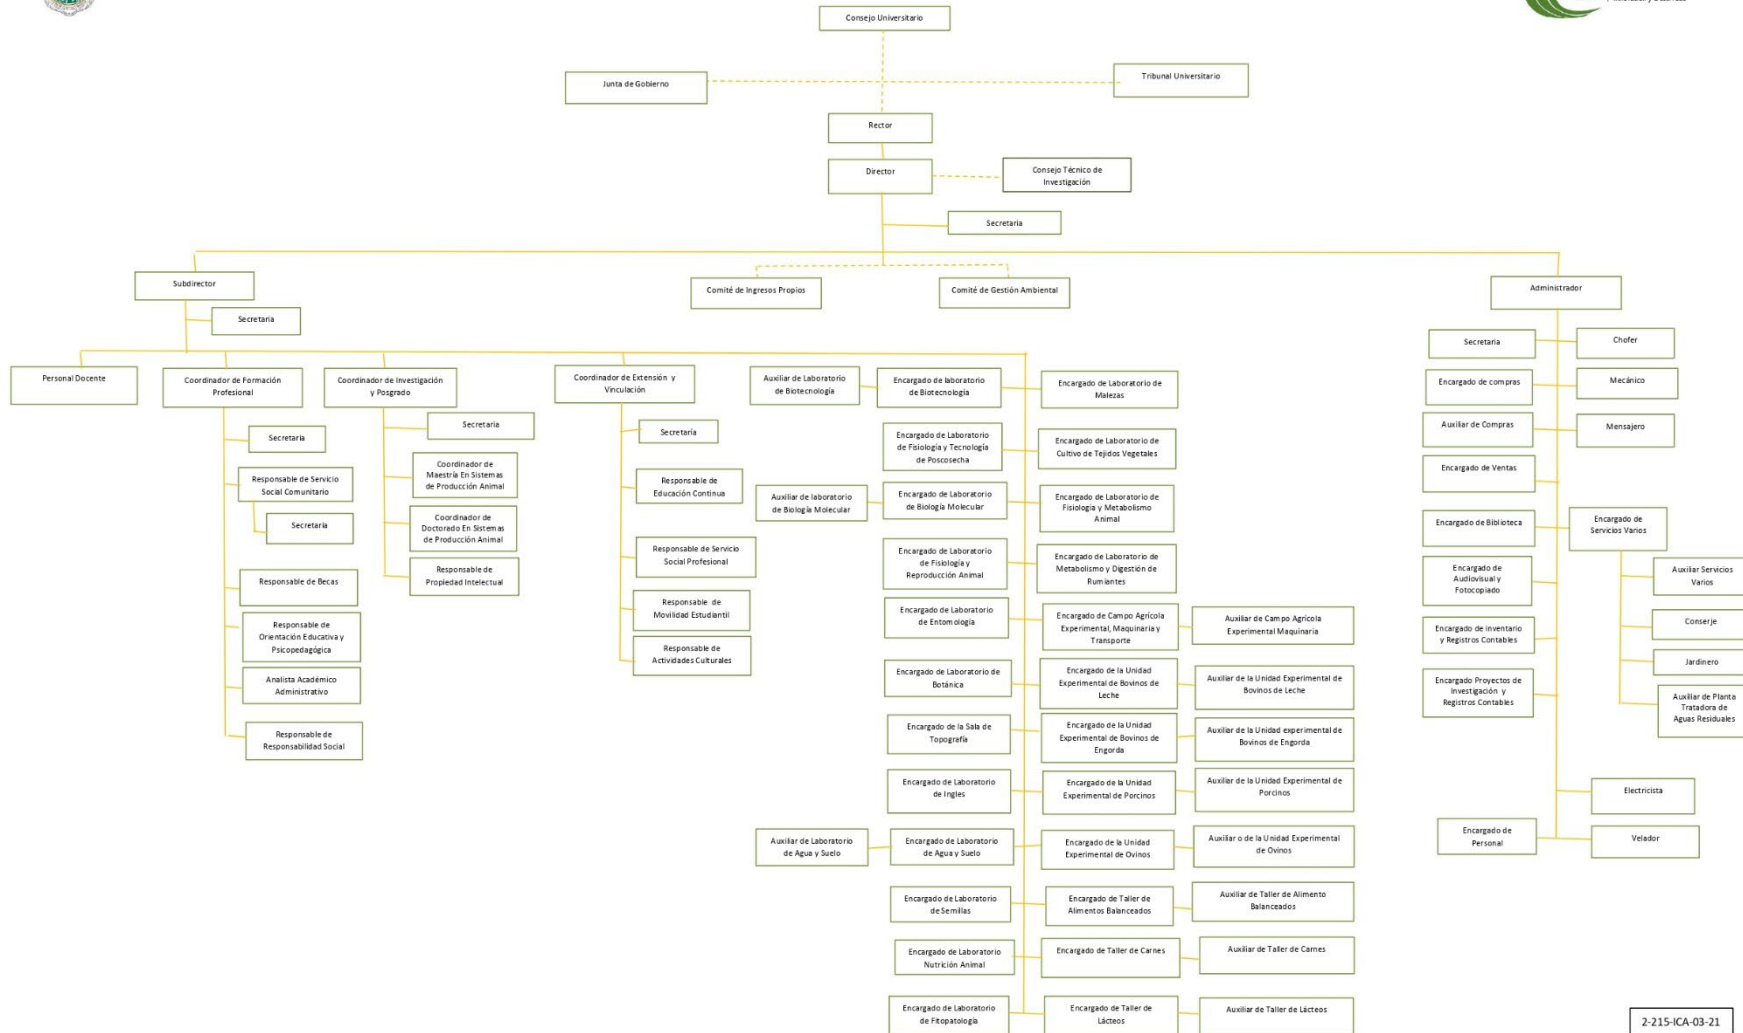 Consejo Universitario
Junta de Gobierno
Tribunal Universitario
Rector
Director
Consejo Técnico de
Investigación
Secretaria
Subdirector
Secretaria
Comité de Ingresos Propios
Comité de Gestión Ambiental
Administrador
Personal Docente
Coordinador de Formación
Profesional
Secretaria
Responsable de Servicio
Social Comunitario
Secretaria
Responsable de Becas
Responsable de
Orientación Educativa y
Psicopedagógica
Analista Académico
Administrativo
Responsable de
Responsabilidad Social
Coordinador de Investigación
y Posgrado
Secretaria
Coordinador de
Maestría En Sistemas
de Producción Animal
Coordinador de
Doctorado En Sistemas
de Producción Animal
Responsable de
Propiedad Intelectual
Coordinador de Extensión y
Vinculación
Secretaría
Responsable de
Educación Continua
Responsable de Servicio
Social Profesional
Responsable de
Movilidad Estudiantil
Responsable de
Actividades Culturales
Auxiliar de Laboratorio
de Biotecnología
Encargado de laboratorio
de Biotecnología
Encargado de Laboratorio de
Malezas
Encargado de Laboratorio
de Fisiología y Tecnología
de Poscosecha
Encargado de Laboratorio de
Cultivo de Tejidos Vegetales
Auxiliar de laboratorio
de Biología Molecular
Encargado de Laboratorio
de Biología Molecular
Encargado de Laboratorio de
Fisiologia y Metabolismo
Animal
Encargado de Laboratorio
de Fisiología y
Reproducción Animal
Encargado de Laboratorio de
Metabolismo y Digestión de
Rumiantes
Encargado de Laboratorio
de Entomología
Encargado de Campo Agrícola
Experimental, Maquinaria y
Transporte
Auxiliar de Campo Agrícola
Experimental Maquinaria
Encargado de Laboratorio de
Botánica
Encargado de la Unidad
Experimental de Bovinos de
Leche
Auxiliar de la Unidad Experimental de
Bovinos de Leche
Encargado de la Sala de
Topografía
Encargado de la Unidad
Experimental de Bovinos de
Engorda
Auxiliar de la Unidad experimental de
Bovinos de Engorda
Encargado de Laboratorio
de Ingles
Encargado de la Unidad
Experimental de Porcinos
Auxiliar de la Unidad Experimental de
Porcinos
Auxiliar de Laboratorio
de Agua y Suelo
Encargado de Laboratorio
de Agua y Suelo
Encargado de la Unidad
Experimental de Ovinos
Auxiliar o de la Unidad Experimental
de Ovinos
Encargado de Laboratorio
de Semillas
Encargado de Taller de
Alimentos Balanceados
Auxiliar de Taller de Alimento
Balanceados
Encargado de Laboratorio
Nutrición Animal
Encargado de Taller de Carnes
Auxiliar de Taller de Carnes
Encargado de Laboratorio
de Fitopatología
Encargado de Taller de
Lácteos
Auxiliar de Taller de Lácteos
Secretaria
Chofer
Encargado de compras
Mecánico
Auxiliar de Compras
Mensajero
Encargado de Ventas
Encargado de Biblioteca
Encargado de
Servicios Varios
Encargado de
Audiovisual y
Fotocopiado
Auxiliar Servicios
Varios
Encargado de inventario
y Registros Contables
Conserje
Jardinero
Encargado Proyectos de
Investigación y
Registros Contables
Auxiliar de Planta
Tratadora de
Aguas Residuales
Electricista
Encargado de
Personal
Velador
2-215-ICA-03-21